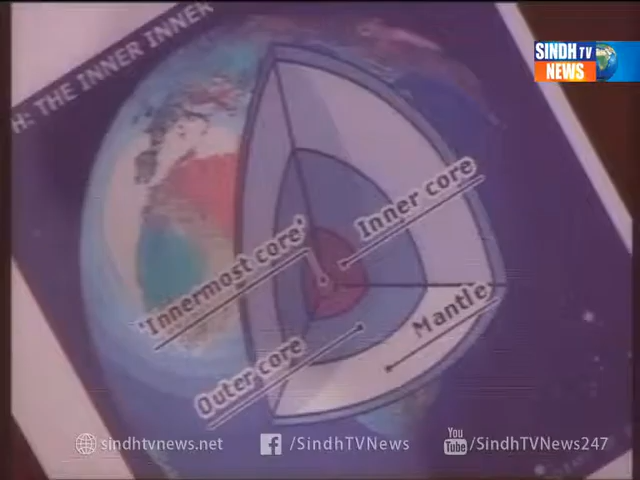 H: THE INNER INNER
SINDH TV
NEWS
Inner core
'Innermost core'
Mantle
Outer core
sindhtvnews.net
/SindhTVNews
You
Tube
/SindhTVNews247